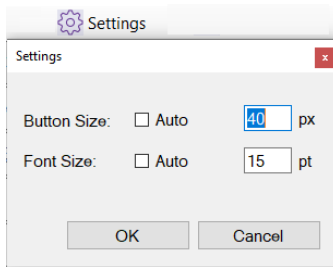 Settings
Settings
x
Button Size: Auto 40 px
Font Size: Auto 15 pt
OK Cancel